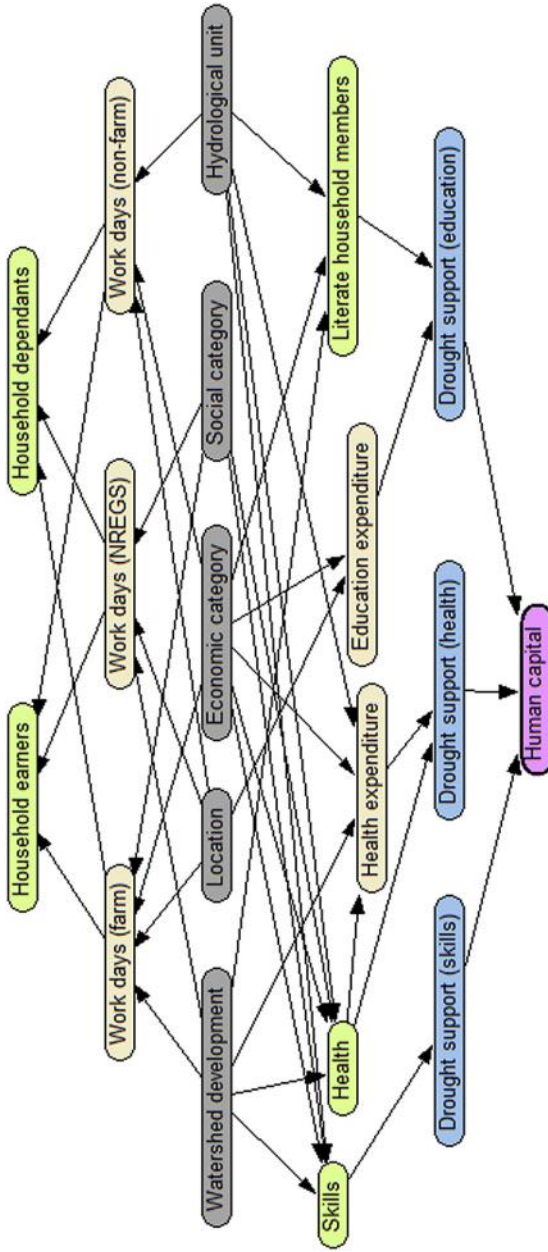 Household earners
Household dependants
Work days (farm)
Work days (NREGS)
Work days (non-farm)
Watershed development
Location
Economic category
Social category
Hydrological unit
Skills
Health
Health expenditure
Education expenditure
Literate household members
Drought support (skills)
Drought support (health)
Drought support (education)
Human capital